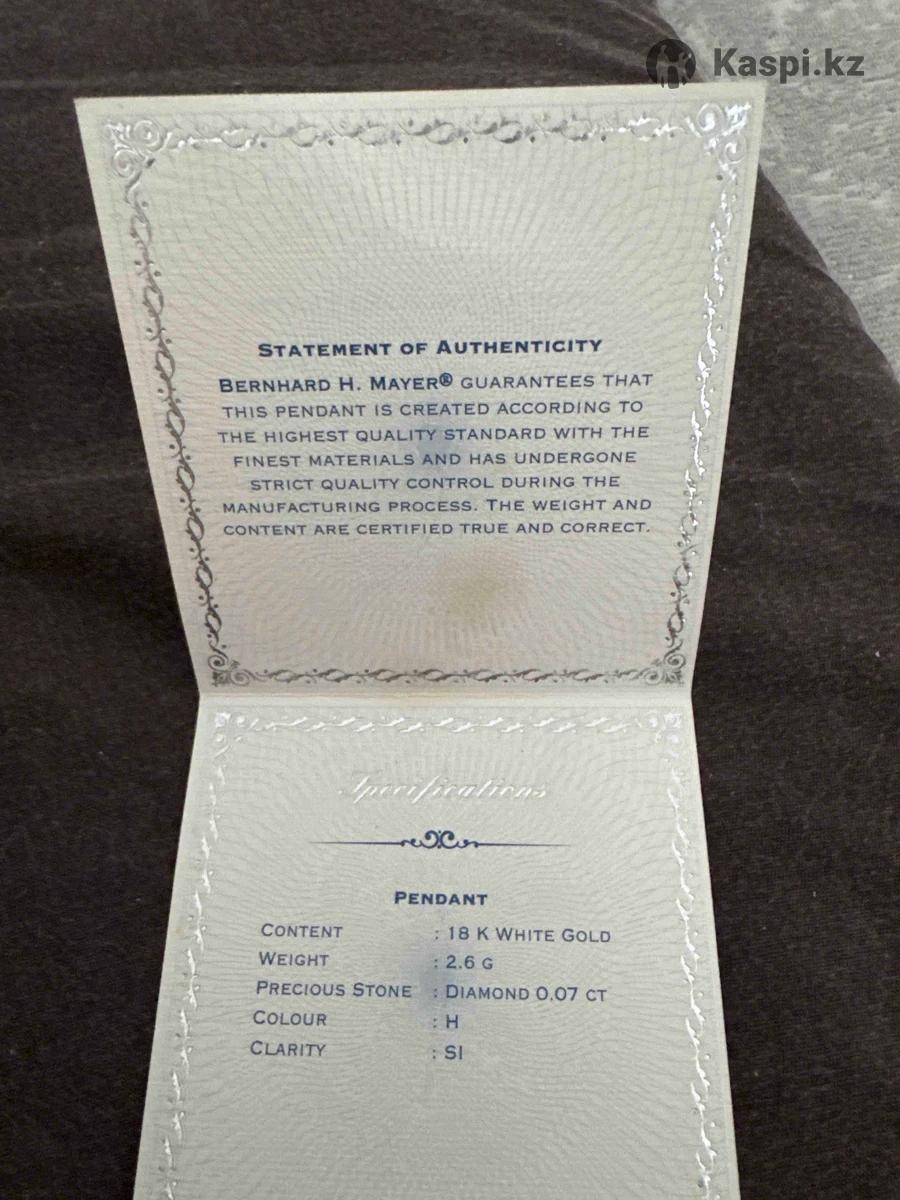 Kaspi.kz
STATEMENT OF AUTHENTICITY
BERNHARD H. MAYER® GUARANTEES THAT
THIS PENDANT IS CREATED ACCORDING TO
THE HIGHEST QUALITY STANDARD WITH THE
FINEST MATERIALS AND HAS UNDERGONE
STRICT QUALITY CONTROL DURING THE
MANUFACTURING PROCESS. THE WEIGHT AND
CONTENT ARE CERTIFIED TRUE AND CORRECT.
Specifications
PENDANT
CONTENT : 18 K WHITE GOLD
WEIGHT : 2.6 G
PRECIOUS STONE : DIAMOND 0.07 CT
COLOUR : H
CLARITY : SI